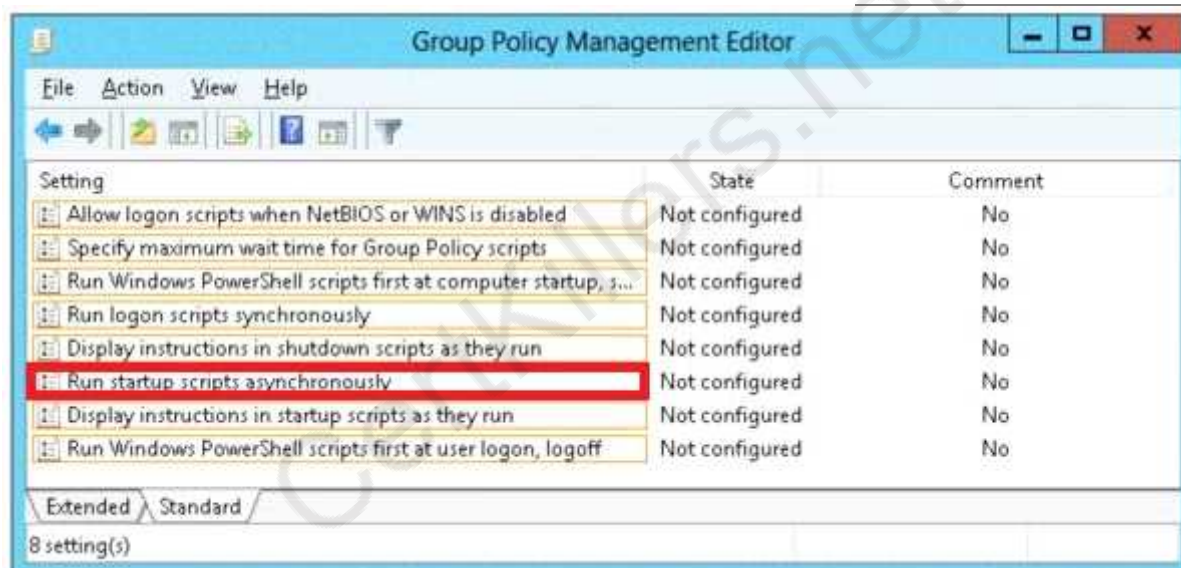 Group Policy Management Editor
File Action View Help
Setting State Comment
Allow logon scripts when NetBIOS or WINS is disabled Not configured No
Specify maximum wait time for Group Policy scripts Not configured No
Run Windows PowerShell scripts first at computer startup, s... Not configured No
Run logon scripts synchronously Not configured No
Display instructions in shutdown scripts as they run Not configured No
Run startup scripts asynchronously Not configured No
Display instructions in startup scripts as they run Not configured No
Run Windows PowerShell scripts first at user logon, logoff Not configured No
Extended Standard
8 setting(s)
CertKillers.net